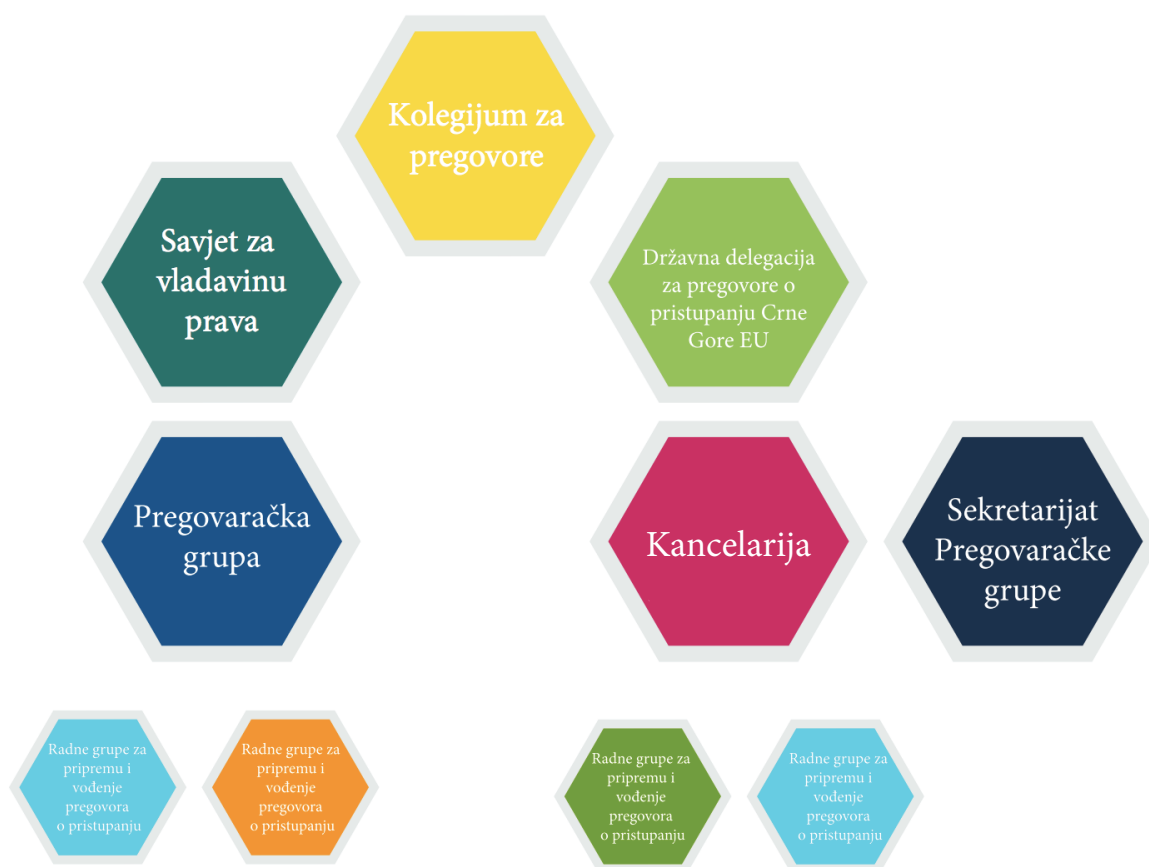 Kolegijum za
pregovore
Savjet za
vladavinu
prava
Državna delegacija
za pregovore o
pristupanju Crne
Gore EU
Pregovaračka
grupa
Kancelarija
Sekretarijat
Pregovaračke
grupe
Radne grupe za
pripremu i
vođenje
pregovora
o pristupanju
Radne grupe za
pripremu i
vođenje
pregovora
o pristupanju
Radne grupe za
pripremu i
vođenje
pregovora
o pristupanju
Radne grupe za
pripremu i
vođenje
pregovora
o pristupanju